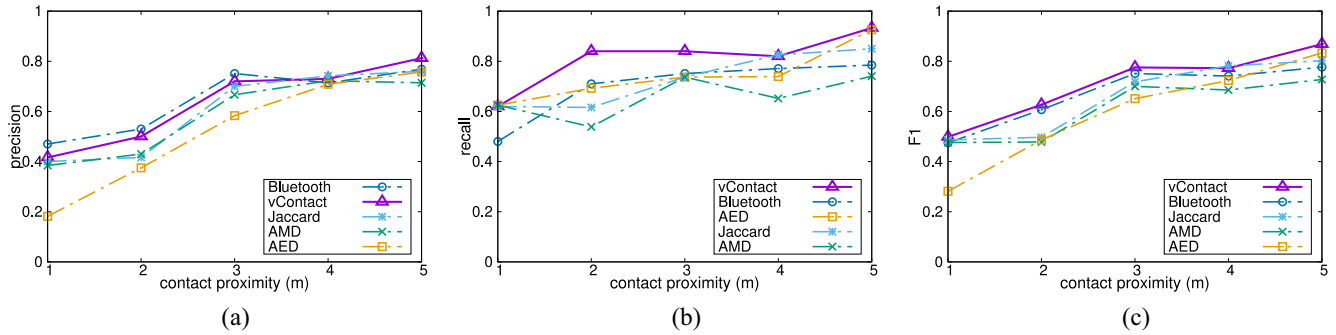 1
0.8
0.6
0.4
0.2
0
precision
1
2
3
4
5
contact proximity (m)
Bluetooth
vContact
Jaccard
AMD
AED
(a)
1
0.8
0.6
0.4
0.2
0
recall
1
2
3
4
5
contact proximity (m)
vContact
Bluetooth
AED
Jaccard
AMD
(b)
1
0.8
0.6
0.4
0.2
0
F1
1
2
3
4
5
contact proximity (m)
vContact
Bluetooth
Jaccard
AMD
AED
(c)